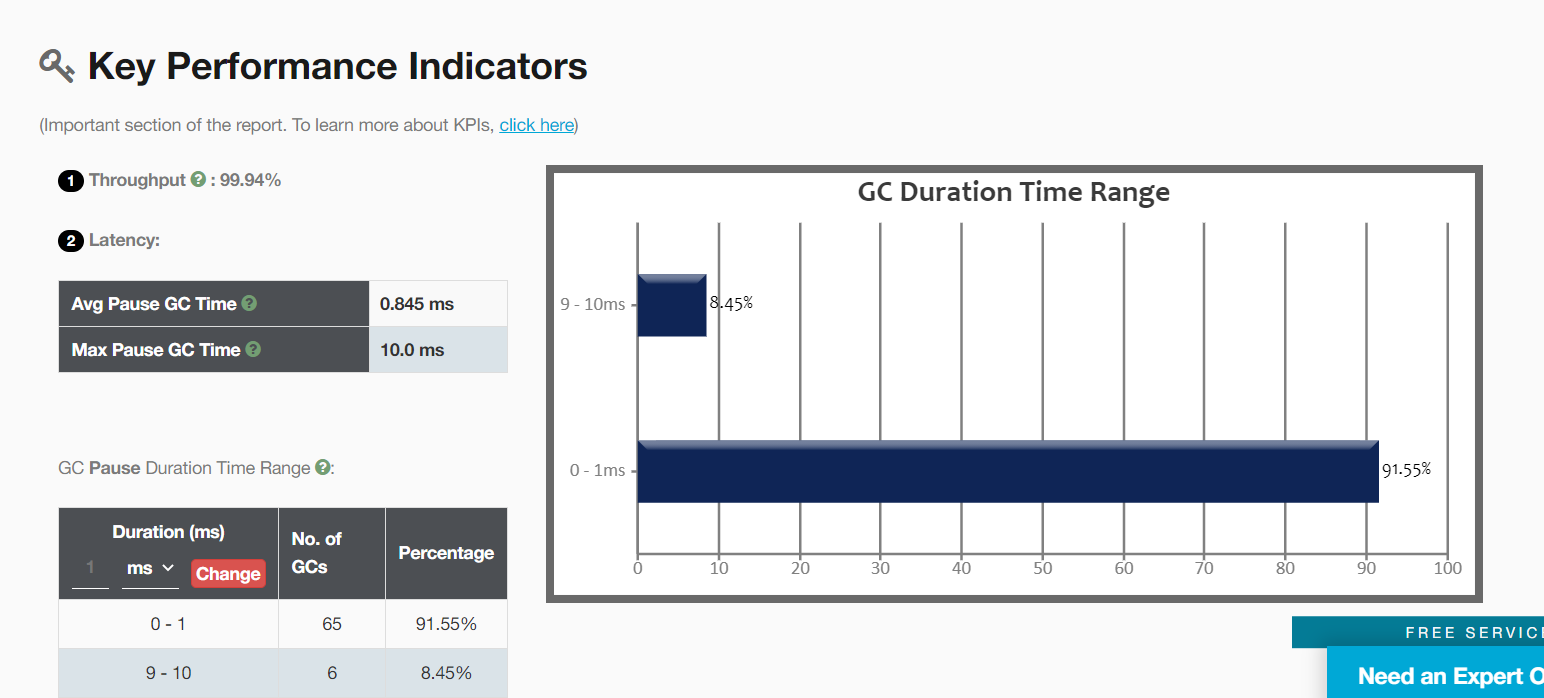 Key Performance Indicators
(Important section of the report. To learn more about KPIs, click here)
1 Throughput ? : 99.94%
2 Latency:
Avg Pause GC Time ? 0.845 ms
Max Pause GC Time ? 10.0 ms
GC Pause Duration Time Range ?:
Duration (ms)
1 ms Change
No. of
GCs
Percentage
0 - 1 65 91.55%
9 - 10 6 8.45%
GC Duration Time Range
9 - 10ms 8.45%
0 - 1ms 91.55%
0 10 20 30 40 50 60 70 80 90 100
FREE SERVIC
Need an Expert O